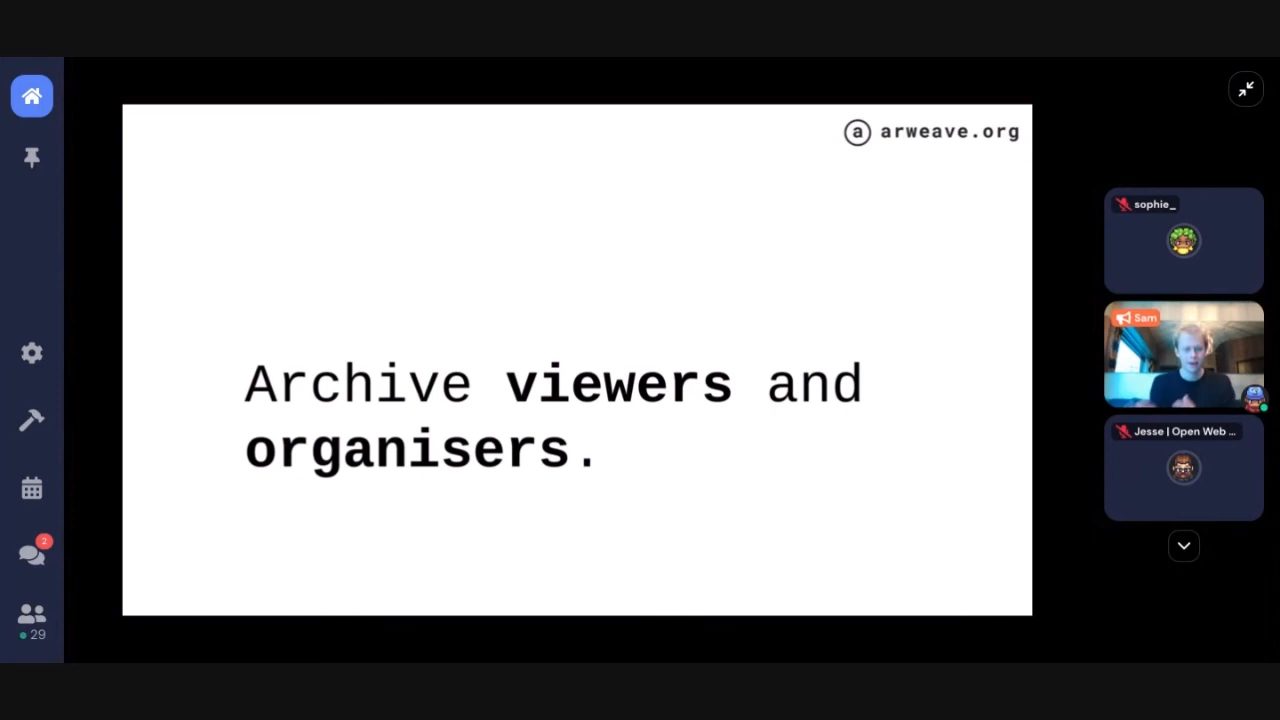 ⓐ arweave.org
Archive viewers and
organisers.
sophie_
Sam
Jesse | Open Web ...
2
29